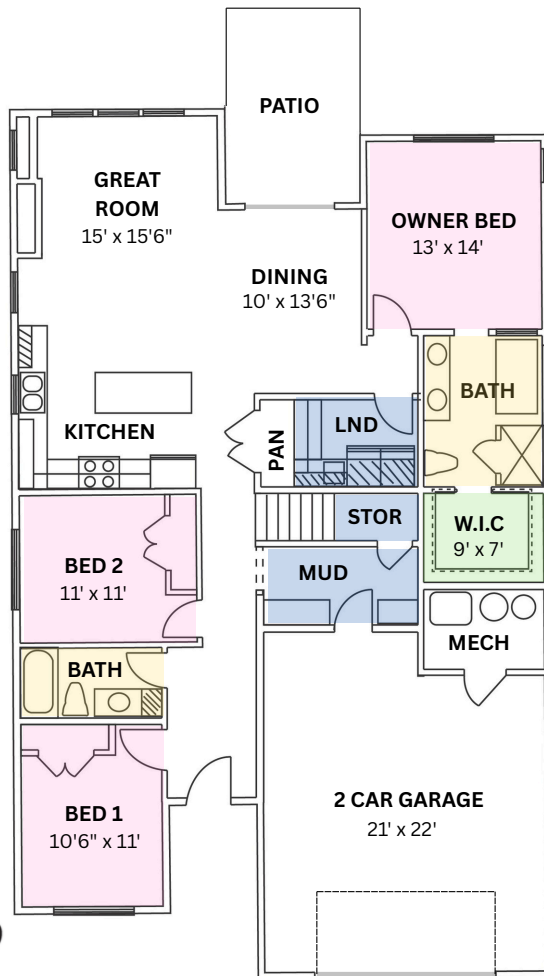 PATIO
GREAT
ROOM
15' x 15'6"
OWNER BED
13' x 14'
DINING
10' x 13'6"
BATH
LND
KITCHEN
PAN
STOR
W.I.C
9' x 7'
BED 2
11' x 11'
MUD
MECH
BATH
2 CAR GARAGE
21' x 22'
BED 1
10'6" x 11'